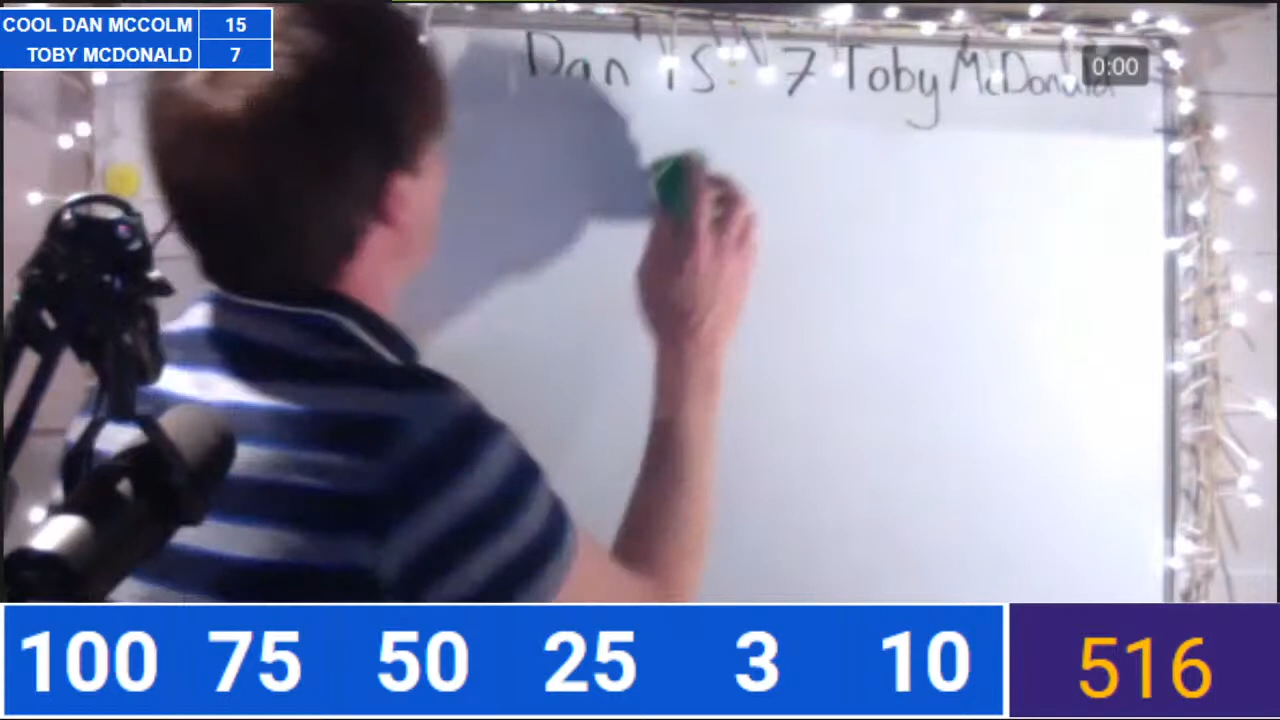 COOL DAN MCCOLM 15
TOBY MCDONALD 7
Dan is 7 Toby McDonald
0:00
100 75 50 25 3 10 516